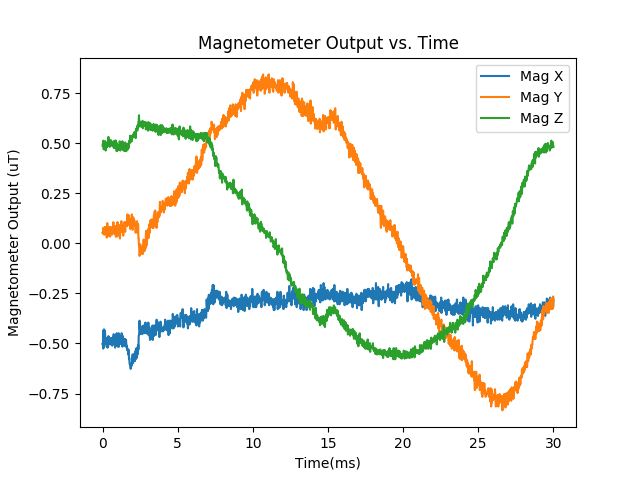 Magnetometer Output vs. Time
Mag X
Mag Y
Mag Z
Magnetometer Output (uT)
0.75
0.50
0.25
0.00
−0.25
−0.50
−0.75
0 5 10 15 20 25 30
Time(ms)